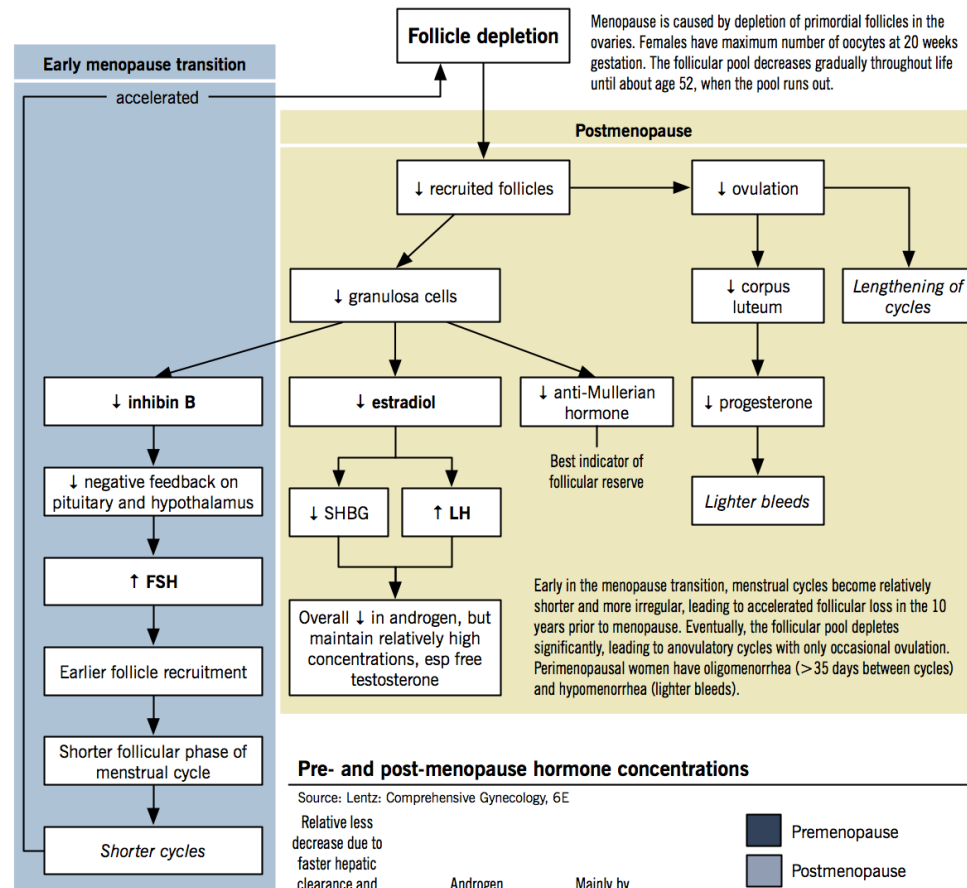 Follicle depletion
Menopause is caused by depletion of primordial follicles in the
ovaries. Females have maximum number of oocytes at 20 weeks
gestation. The follicular pool decreases gradually throughout life
until about age 52, when the pool runs out.
Early menopause transition
accelerated
Postmenopause
↓ recruited follicles
↓ ovulation
↓ granulosa cells
↓ corpus
luteum
Lengthening of
cycles
↓ inhibin B
↓ estradiol
↓ anti-Mullerian
hormone
↓ progesterone
Best indicator of
follicular reserve
↓ negative feedback on
pituitary and hypothalamus
↓ SHBG
↑ LH
Lighter bleeds
↑ FSH
Overall ↓ in androgen, but
maintain relatively high
concentrations, esp free
testosterone
Early in the menopause transition, menstrual cycles become relatively
shorter and more irregular, leading to accelerated follicular loss in the 10
years prior to menopause. Eventually, the follicular pool depletes
significantly, leading to anovulatory cycles with only occasional ovulation.
Perimenopausal women have oligomenorrhea (>35 days between cycles)
and hypomenorrhea (lighter bleeds).
Earlier follicle recruitment
Shorter follicular phase of
menstrual cycle
Shorter cycles
Pre- and post-menopause hormone concentrations
Source: Lentz: Comprehensive Gynecology, 6E
Relative less
decrease due to
faster hepatic
clearance and
Androgen
Mainly by
Premenopause
Postmenopause